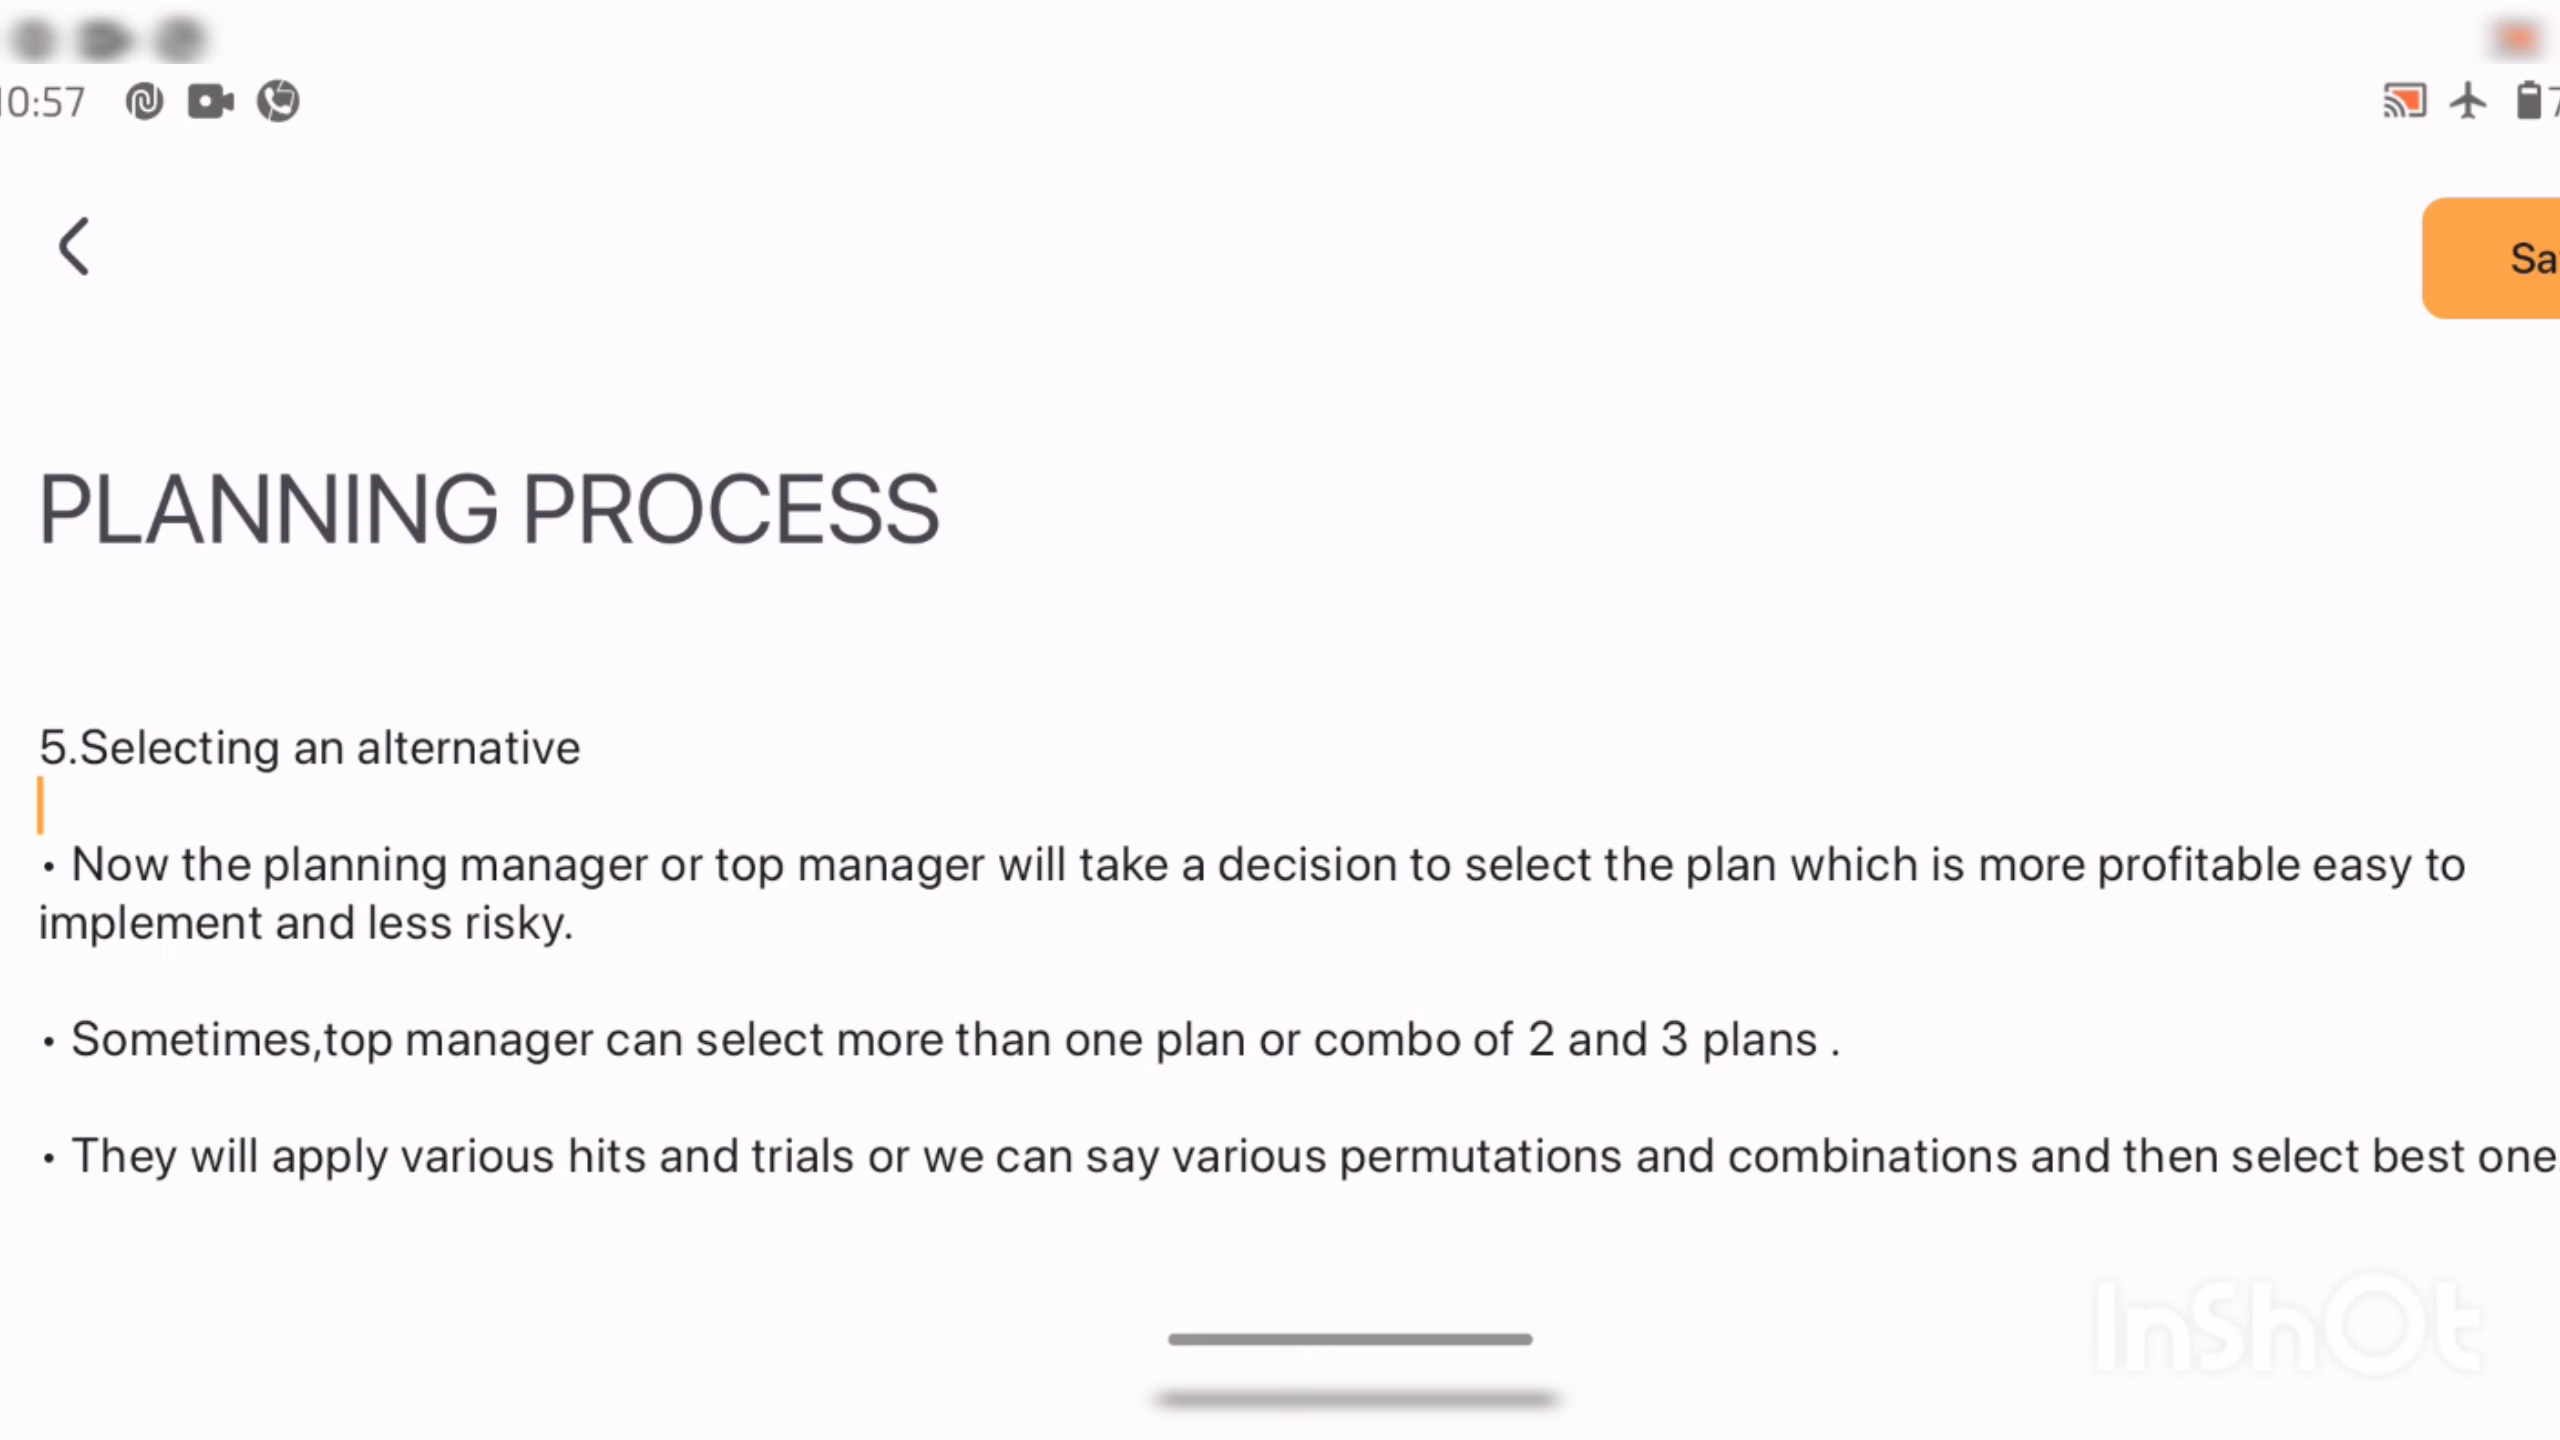 10:57
Sa
PLANNING PROCESS
5.Selecting an alternative
• Now the planning manager or top manager will take a decision to select the plan which is more profitable easy to
implement and less risky.
• Sometimes,top manager can select more than one plan or combo of 2 and 3 plans .
• They will apply various hits and trials or we can say various permutations and combinations and then select best one
InShOt